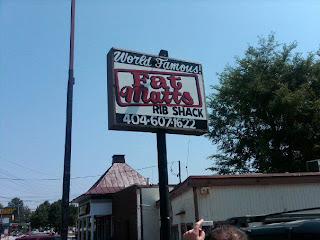 World Famous!
Fat
Matt's
RIB SHACK
404-607-1622